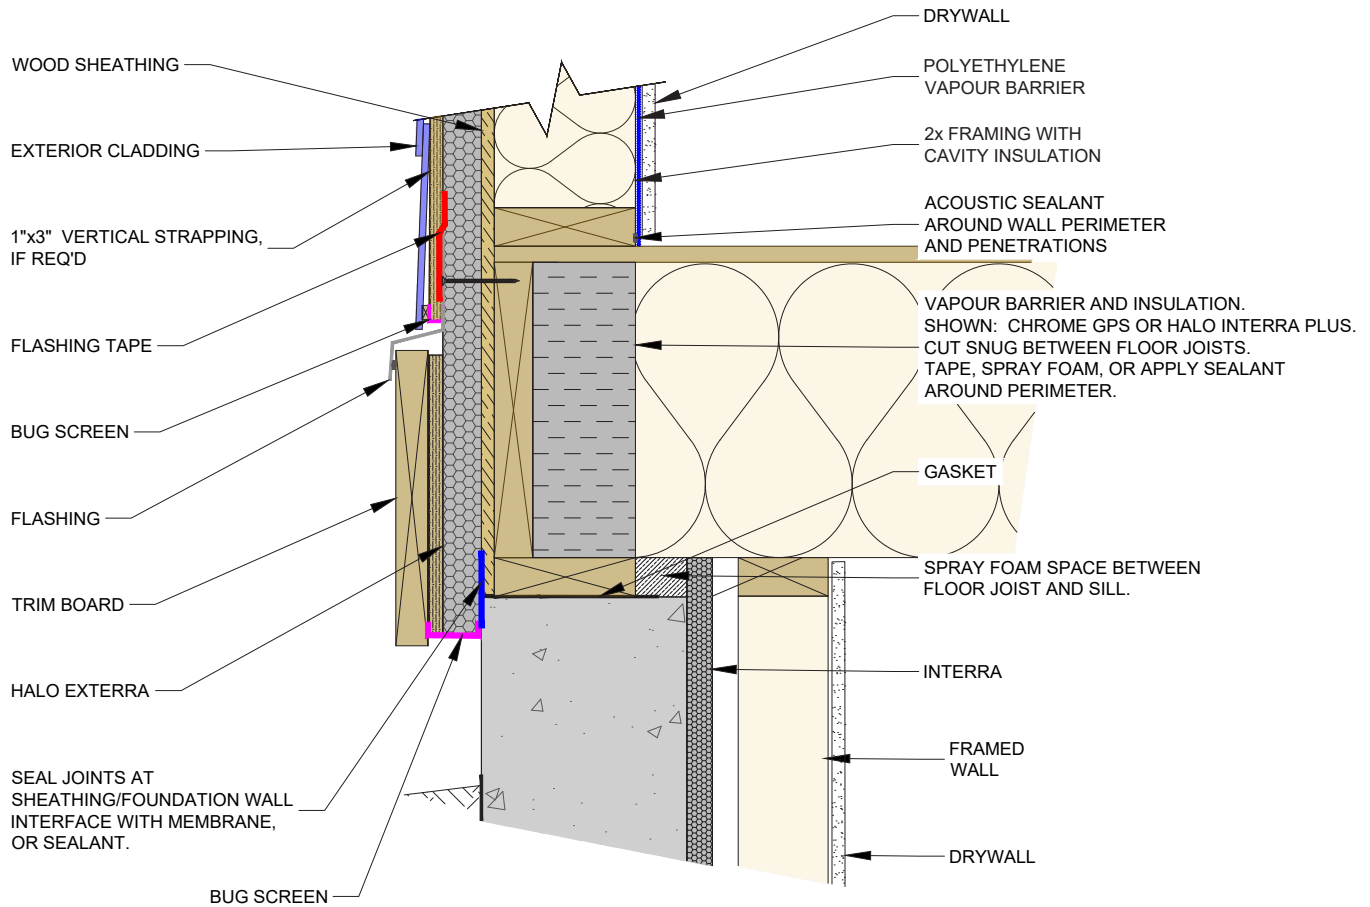 WOOD SHEATHING
EXTERIOR CLADDING
1"x3" VERTICAL STRAPPING,
IF REQ'D
FLASHING TAPE
BUG SCREEN
FLASHING
TRIM BOARD
HALO EXTERRA
SEAL JOINTS AT
SHEATHING/FOUNDATION WALL
INTERFACE WITH MEMBRANE,
OR SEALANT.
BUG SCREEN
DRYWALL
POLYETHYLENE
VAPOUR BARRIER
2x FRAMING WITH
CAVITY INSULATION
ACOUSTIC SEALANT
AROUND WALL PERIMETER
AND PENETRATIONS
VAPOUR BARRIER AND INSULATION.
SHOWN: CHROME GPS OR HALO INTERRA PLUS.
CUT SNUG BETWEEN FLOOR JOISTS.
TAPE, SPRAY FOAM, OR APPLY SEALANT
AROUND PERIMETER.
GASKET
SPRAY FOAM SPACE BETWEEN
FLOOR JOIST AND SILL.
INTERRA
FRAMED
WALL
DRYWALL